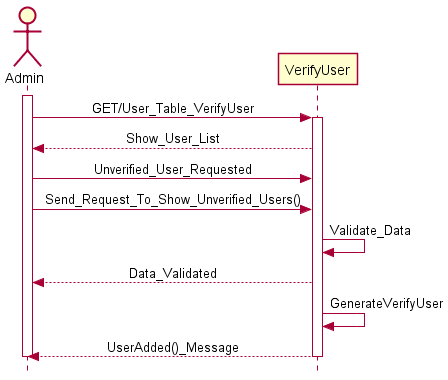 Admin
VerifyUser
GET/User_Table_VerifyUser
Show_User_List
Unverified_User_Requested
Send_Request_To_Show_Unverified_Users()
Validate_Data
Data_Validated
GenerateVerifyUser
UserAdded()_Message